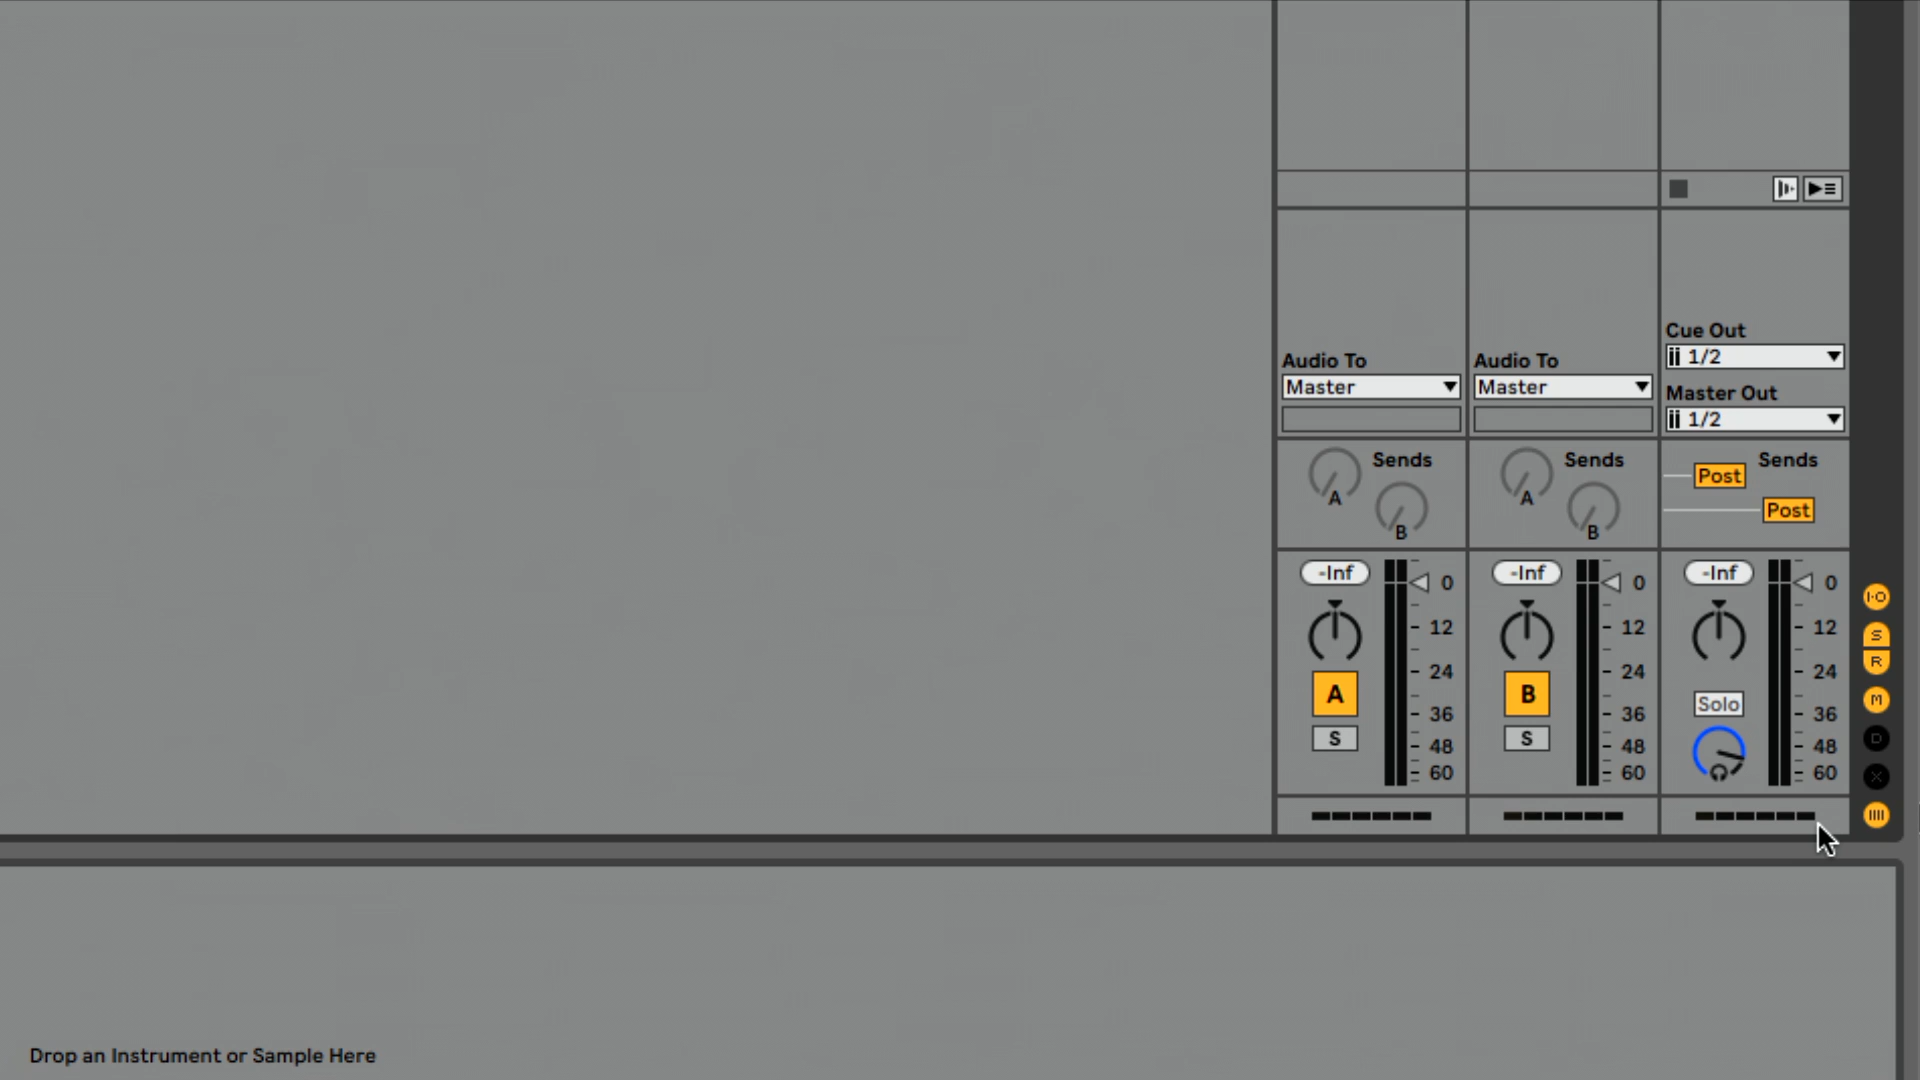 Cue Out
1/2
Audio To
Audio To
Master
Master
Master Out
1/2
Sends
A
B
Sends
A
B
Sends
Post
Post
-Inf
0
12
24
36
48
60
A
S
-Inf
0
12
24
36
48
60
B
S
-Inf
0
12
24
36
48
60
Solo
I·O
S
R
M
D
X
Drop an Instrument or Sample Here